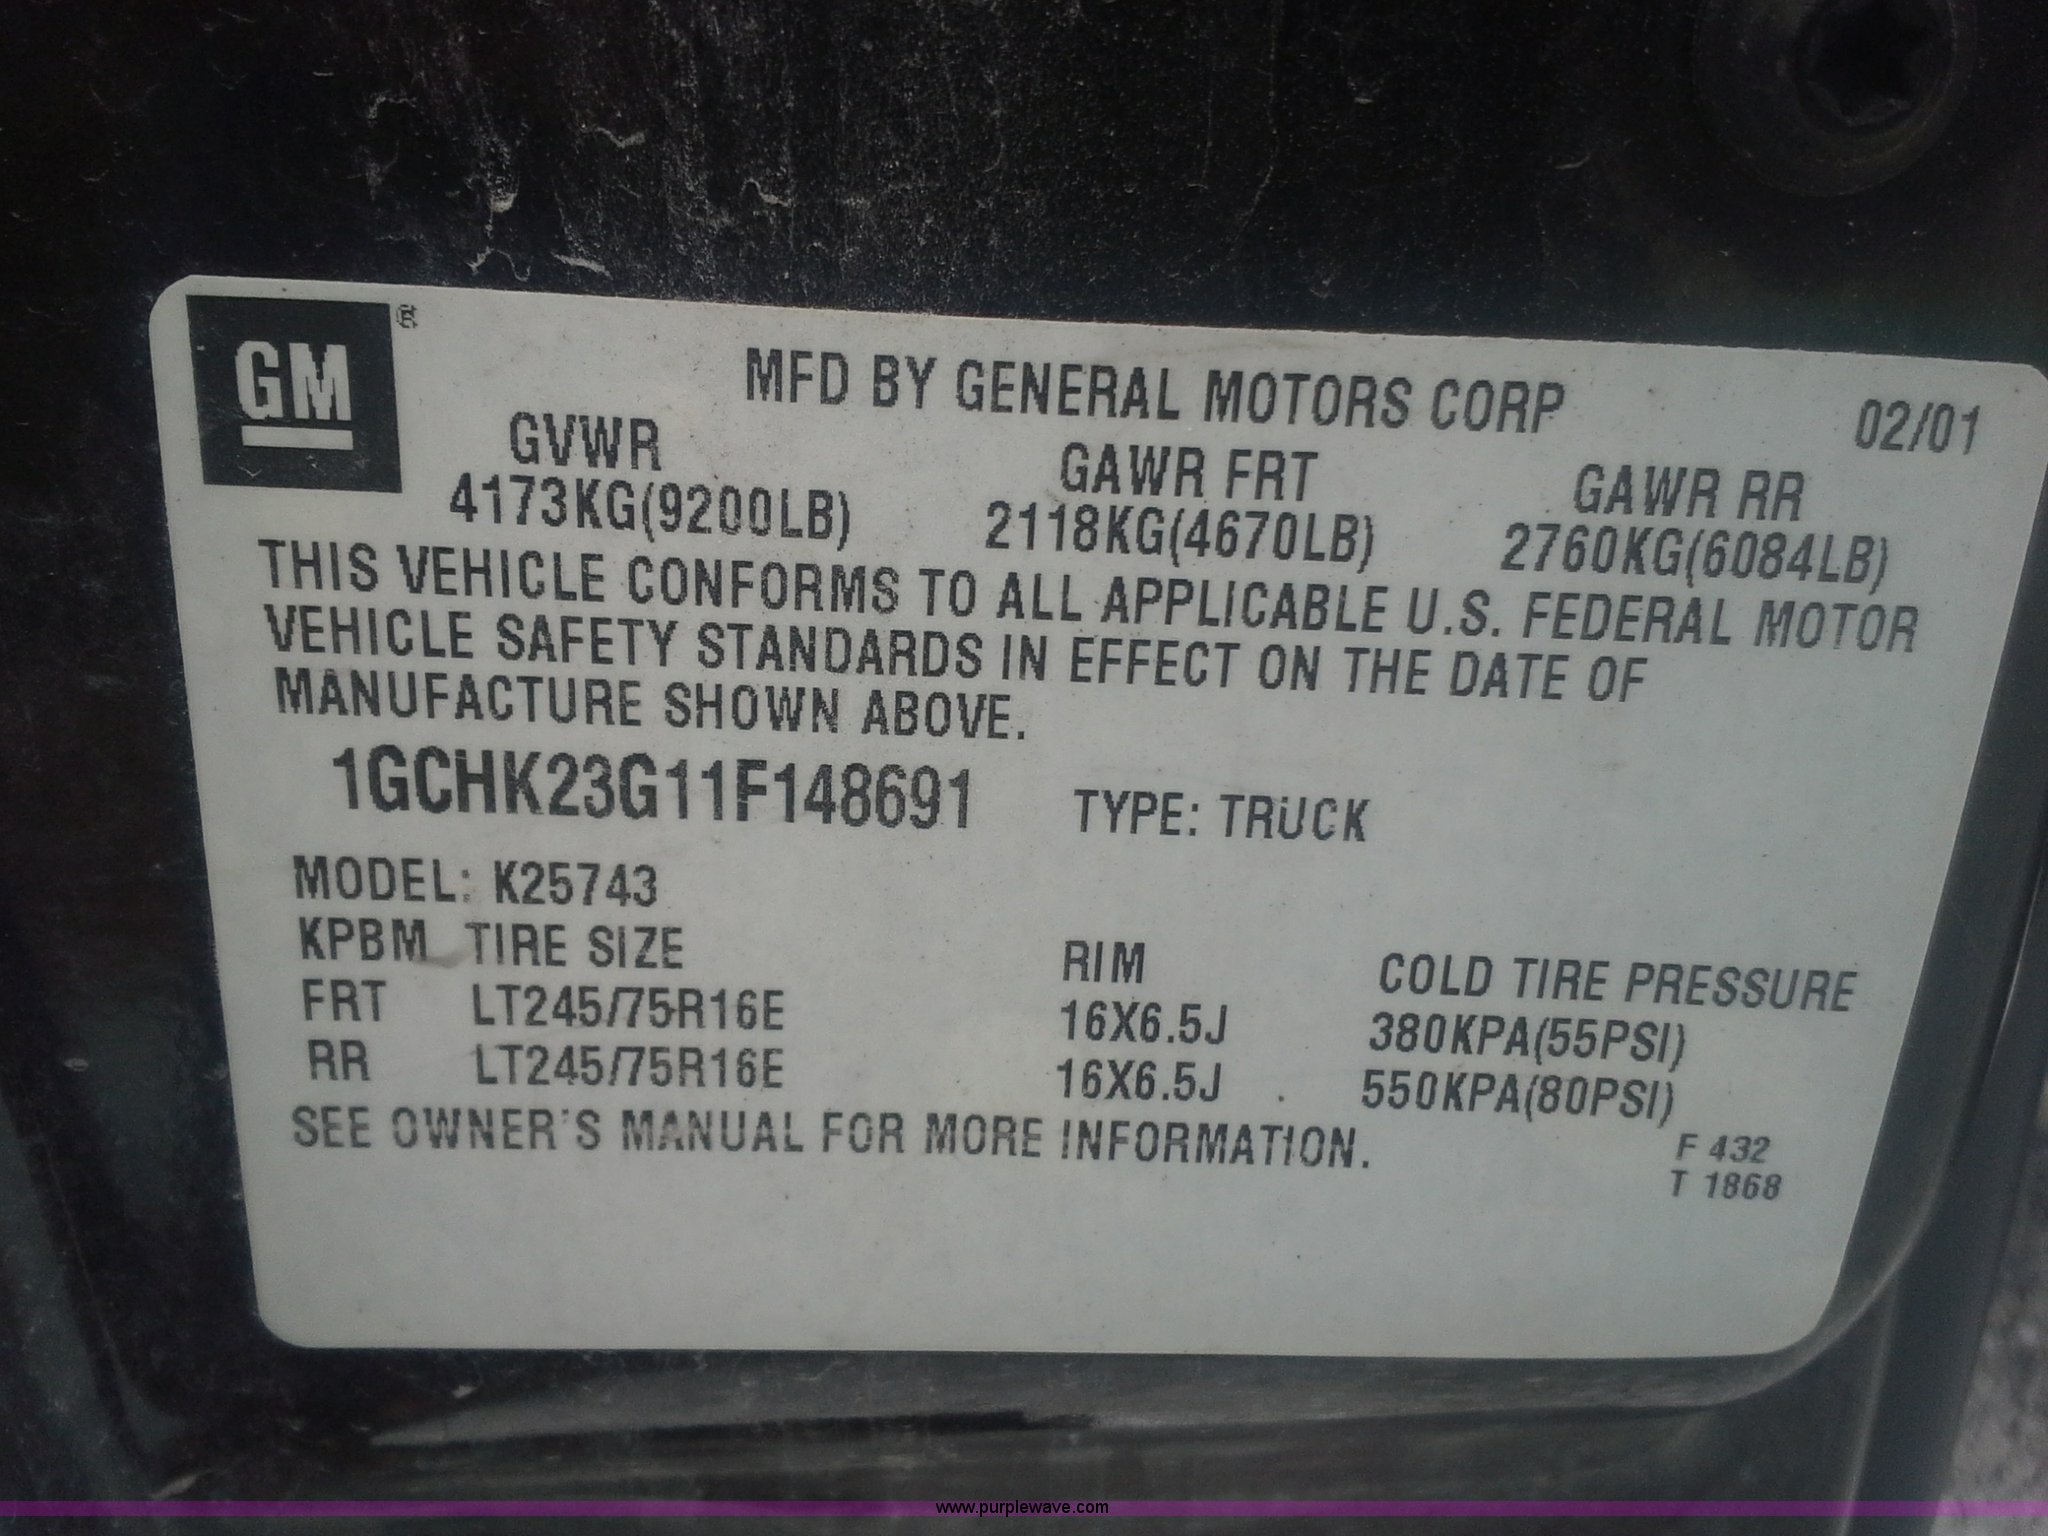 GM ®
MFD BY GENERAL MOTORS CORP 02/01
GVWR GAWR FRT GAWR RR
4173KG(9200LB) 2118KG(4670LB) 2760KG(6084LB)
THIS VEHICLE CONFORMS TO ALL APPLICABLE U.S. FEDERAL MOTOR
VEHICLE SAFETY STANDARDS IN EFFECT ON THE DATE OF
MANUFACTURE SHOWN ABOVE.
1GCHK23G11F148691 TYPE: TRUCK
MODEL: K25743
KPBM TIRE SIZE RIM COLD TIRE PRESSURE
FRT LT245/75R16E 16X6.5J 380KPA(55PSI)
RR LT245/75R16E 16X6.5J 550KPA(80PSI)
SEE OWNER'S MANUAL FOR MORE INFORMATION.
F 432
T 1868
www.purplewave.com